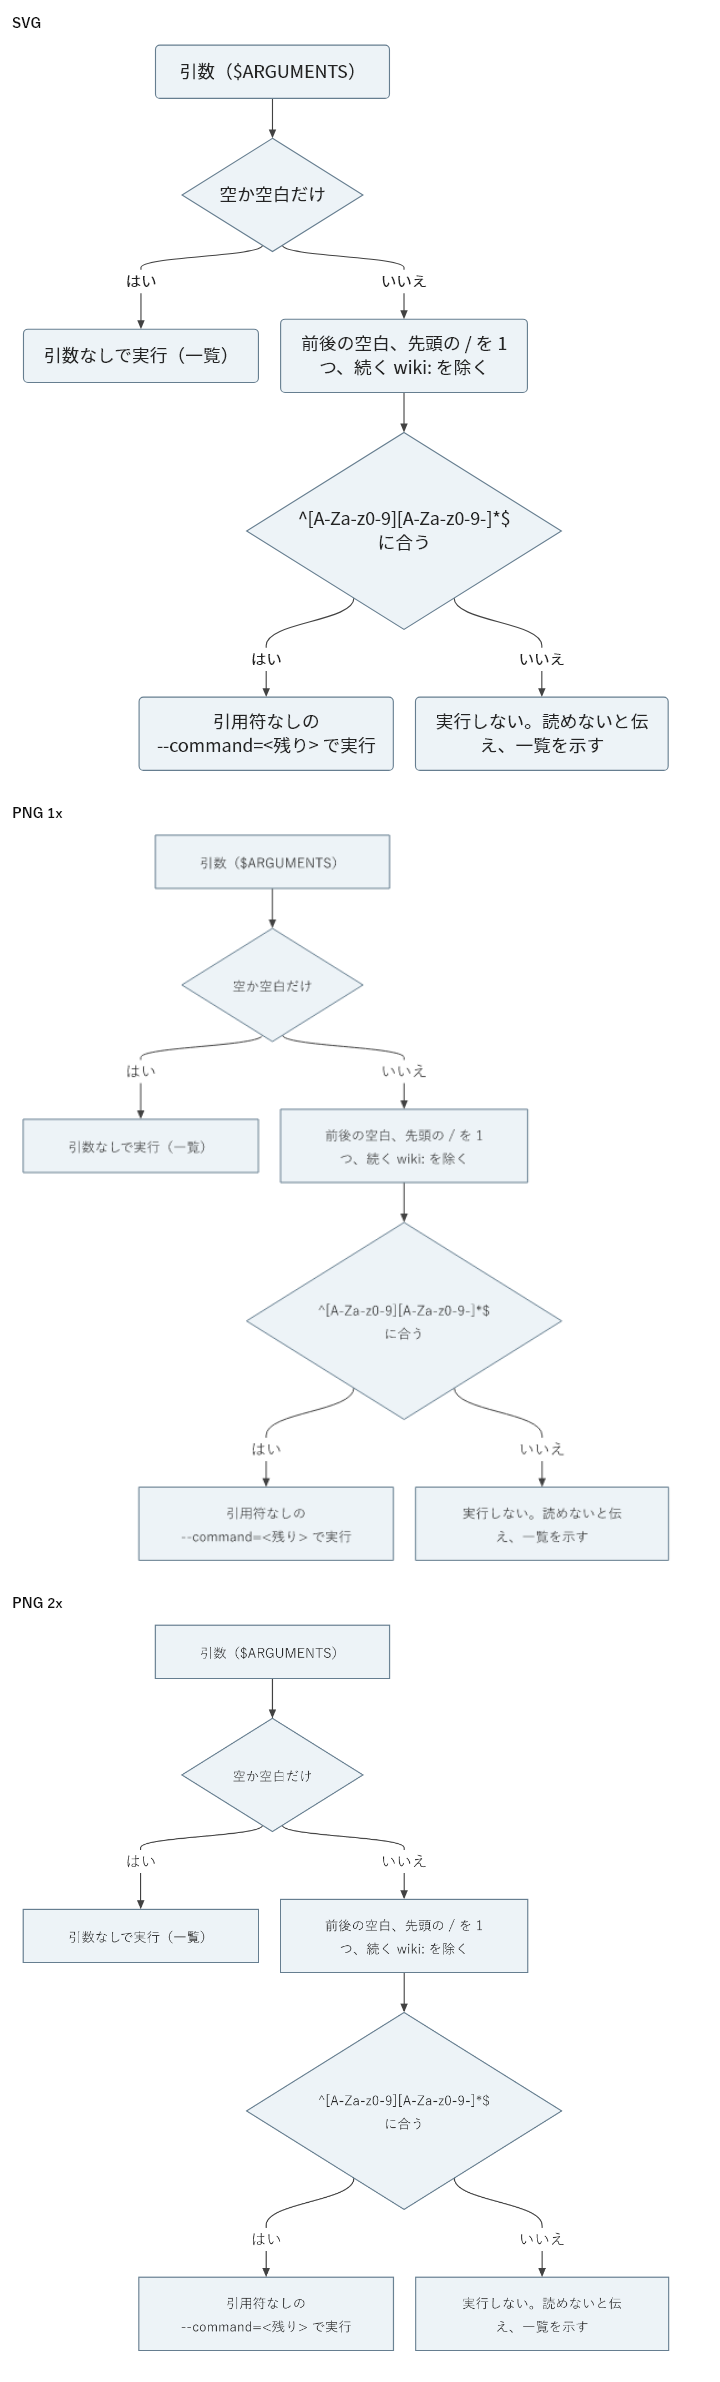 SVG
引数（$ARGUMENTS）
空か空白だけ
はい
いいえ
引数なしで実行（一覧）
前後の空白、先頭の / を 1
つ、続く wiki: を除く
^[A-Za-z0-9][A-Za-z0-9-]*$
に合う
はい
いいえ
引用符なしの
--command=<残り> で実行
実行しない。読めないと伝
え、一覧を示す
PNG 1x
引数（$ARGUMENTS）
空か空白だけ
はい
いいえ
引数なしで実行（一覧）
前後の空白、先頭の / を 1
つ、続く wiki: を除く
^[A-Za-z0-9][A-Za-z0-9-]*$
に合う
はい
いいえ
引用符なしの
--command=<残り> で実行
実行しない。読めないと伝
え、一覧を示す
PNG 2x
引数（$ARGUMENTS）
空か空白だけ
はい
いいえ
引数なしで実行（一覧）
前後の空白、先頭の / を 1
つ、続く wiki: を除く
^[A-Za-z0-9][A-Za-z0-9-]*$
に合う
はい
いいえ
引用符なしの
--command=<残り> で実行
実行しない。読めないと伝
え、一覧を示す